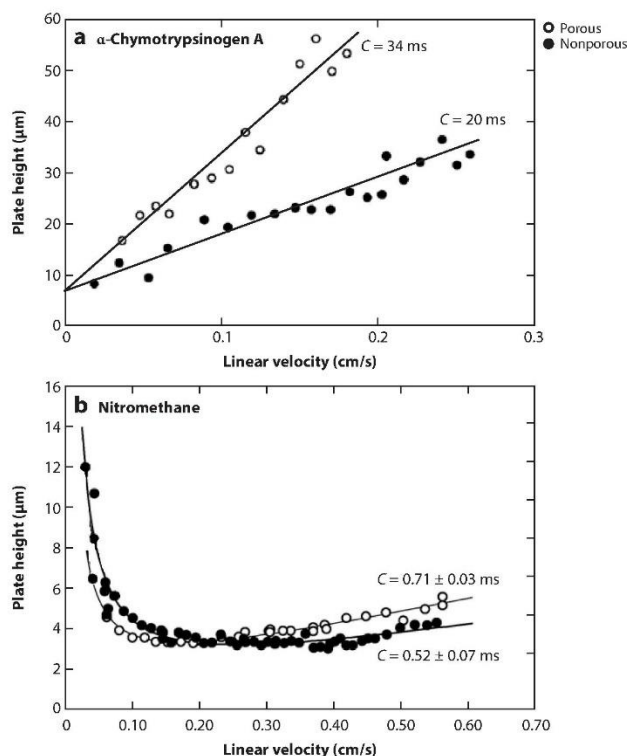 a α-Chymotrypsinogen A
Porous
Nonporous
C = 34 ms
C = 20 ms
Plate height (μm)
60
50
40
30
20
10
0
0
0.1
0.2
0.3
Linear velocity (cm/s)
b Nitromethane
C = 0.71 ± 0.03 ms
C = 0.52 ± 0.07 ms
Plate height (μm)
16
14
12
10
8
6
4
2
0
0
0.10
0.20
0.30
0.40
0.50
0.60
0.70
Linear velocity (cm/s)